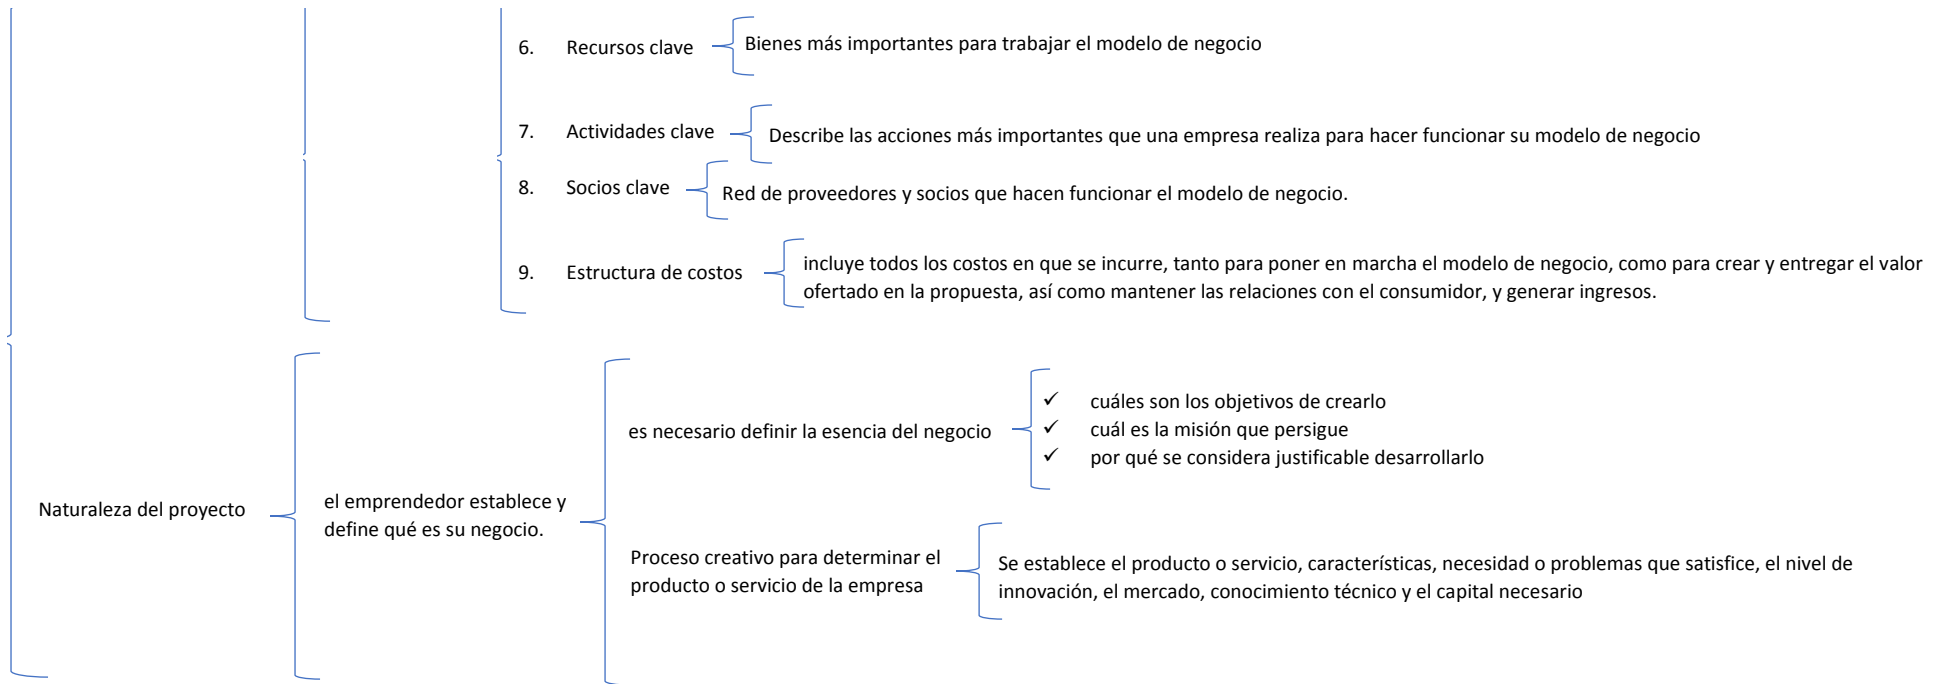 6. Recursos clave
Bienes más importantes para trabajar el modelo de negocio
7. Actividades clave
Describe las acciones más importantes que una empresa realiza para hacer funcionar su modelo de negocio
8. Socios clave
Red de proveedores y socios que hacen funcionar el modelo de negocio.
9. Estructura de costos
incluye todos los costos en que se incurre, tanto para poner en marcha el modelo de negocio, como para crear y entregar el valor
ofertado en la propuesta, así como mantener las relaciones con el consumidor, y generar ingresos.
Naturaleza del proyecto
el emprendedor establece y
define qué es su negocio.
es necesario definir la esencia del negocio
✓ cuáles son los objetivos de crearlo
✓ cuál es la misión que persigue
✓ por qué se considera justificable desarrollarlo
Proceso creativo para determinar el
producto o servicio de la empresa
Se establece el producto o servicio, características, necesidad o problemas que satisfice, el nivel de
innovación, el mercado, conocimiento técnico y el capital necesario